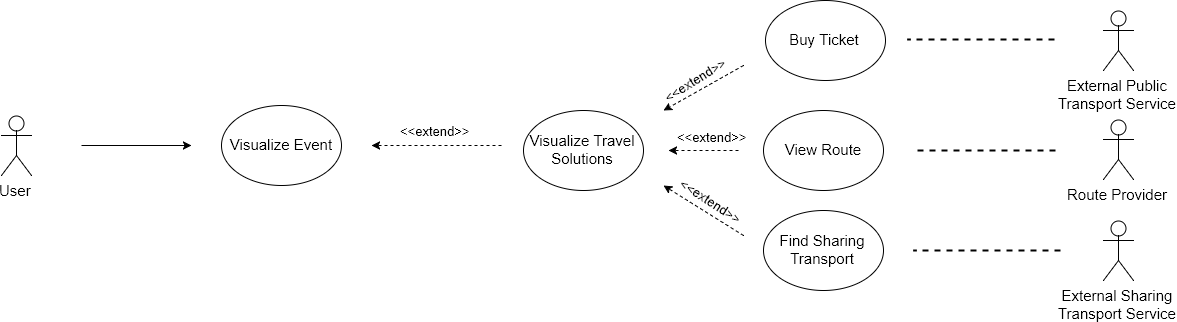 Buy Ticket
<<extend>>
External Public
Transport Service
User
Visualize Event
<<extend>>
Visualize Travel
Solutions
<<extend>>
View Route
Route Provider
<<extend>>
Find Sharing
Transport
External Sharing
Transport Service